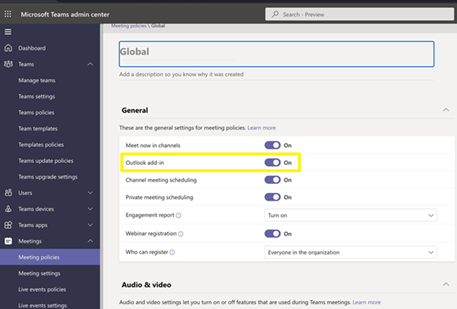 Microsoft Teams admin center
Search - Preview
Meeting policies \ Global
Dashboard
Teams
Manage teams
Teams settings
Teams policies
Team templates
Templates policies
Teams update policies
Teams upgrade settings
Users
Teams devices
Teams apps
Meetings
Meeting policies
Meeting settings
Live events policies
Live events settings
Global
Add a description so you know why it was created
General
These are the general settings for meeting policies. Learn more
Meet now in channels On
Outlook add-in On
Channel meeting scheduling On
Private meeting scheduling On
Engagement report Turn on
Webinar registration On
Who can register Everyone in the organization
Audio & video
Audio and video settings let you turn on or off features that are used during Teams meetings. Learn more